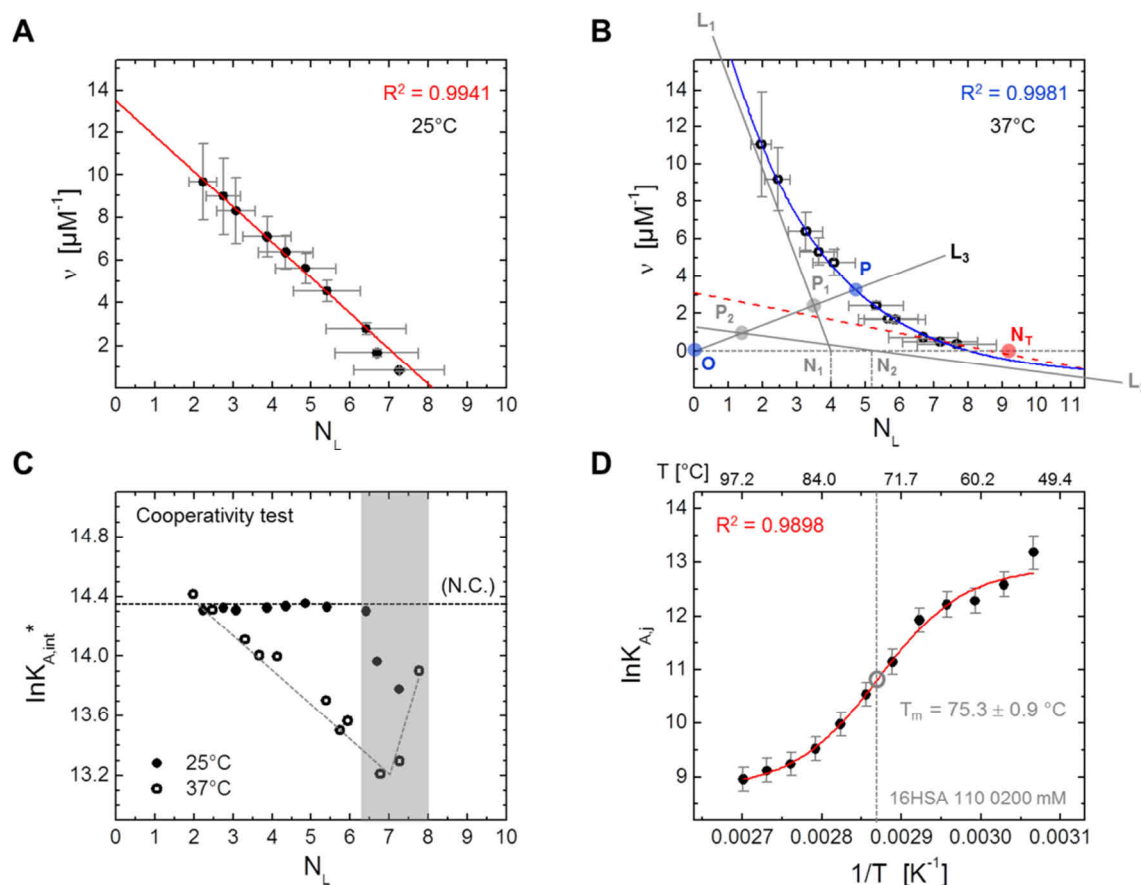 A
R² = 0.9941
25°C
14
12
10
8
6
4
2
ν [µM⁻¹]
0 1 2 3 4 5 6 7 8 9 10
N_L
B
L₁
R² = 0.9981
37°C
14
12
10
8
6
4
2
0
ν [µM⁻¹]
P
L₃
P₁
P₂
N_T
O
N₁
N₂
L
0 1 2 3 4 5 6 7 8 9 10 11
N_L
C
Cooperativity test
(N.C.)
14.8
14.4
14.0
13.6
13.2
lnK_A,int*
25°C
37°C
0 1 2 3 4 5 6 7 8 9 10
N_L
D
T [°C]
97.2 84.0 71.7 60.2 49.4
R² = 0.9898
14
13
12
11
10
9
lnK_A,j
T_m = 75.3 ± 0.9 °C
16HSA 110 0200 mM
0.0027 0.0028 0.0029 0.0030 0.0031
1/T [K⁻¹]